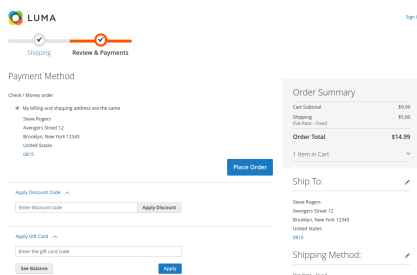 LUMA
Sign I
Shipping
Review & Payments
Payment Method
Check / Money order
My billing and shipping address are the same
Steve Rogers
Avengers Street 12
Brooklyn, New York 12345
United States
0815
Place Order
Apply Discount Code
Enter discount code
Apply Discount
Apply Gift Card
Enter the gift card code
See Balance
Apply
Order Summary
Cart Subtotal $9.99
Shipping $5.00
Flat Rate - Fixed
Order Total $14.99
1 Item in Cart
Ship To:
Steve Rogers
Avengers Street 12
Brooklyn, New York 12345
United States
0815
Shipping Method: